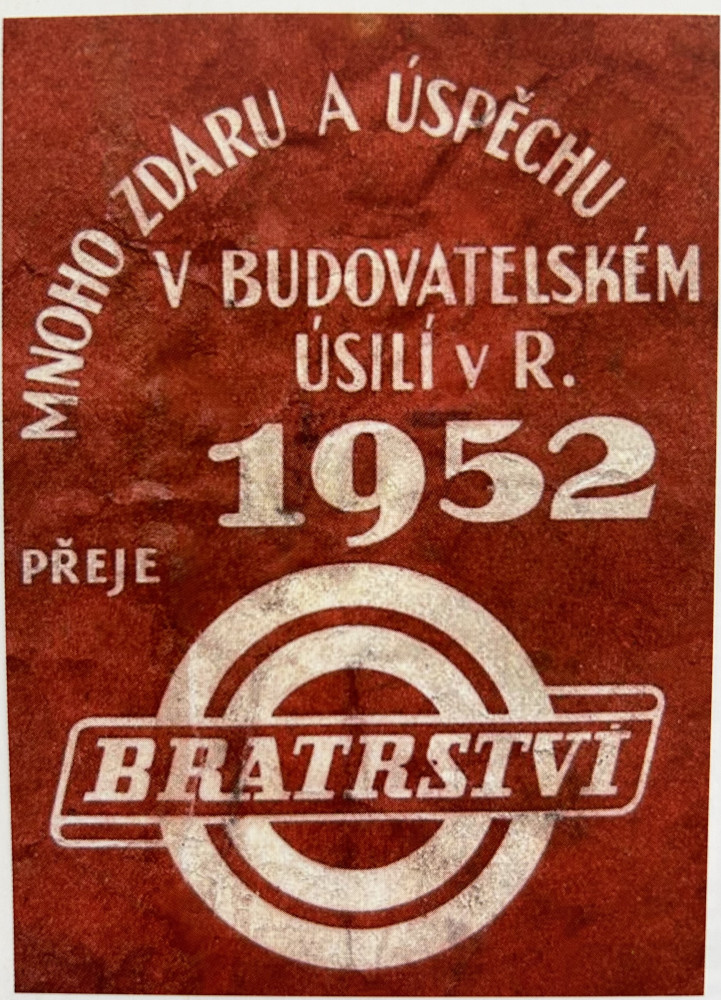 MNOHO ZDARU A ÚSPĚCHU
V BUDOVATELSKÉM
ÚSILÍ V R.
1952
PŘEJE
BRATRSTVÍ